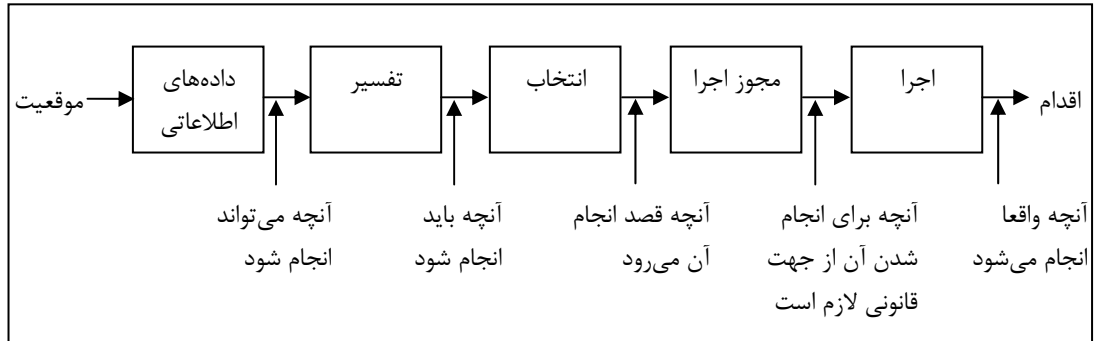 موقعیت
داده‌های
اطلاعاتی
تفسیر
انتخاب
مجوز اجرا
اجرا
اقدام
آنچه می‌تواند
انجام شود
آنچه باید
انجام شود
آنچه قصد انجام
آن می‌رود
آنچه برای انجام
شدن آن از جهت
قانونی لازم است
آنچه واقعا
انجام می‌شود